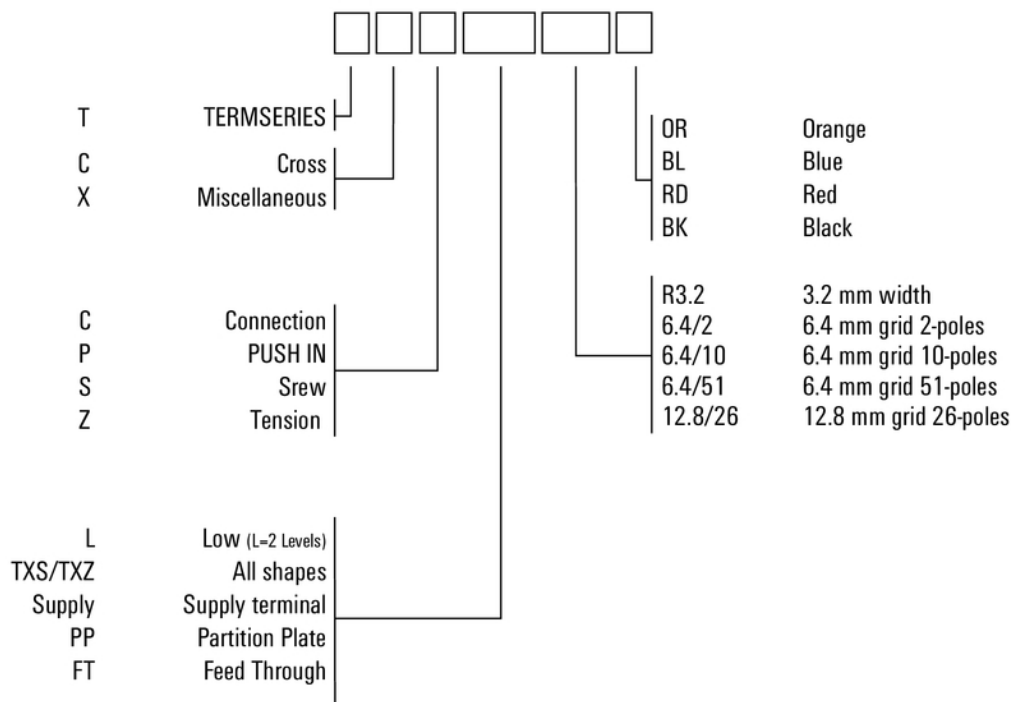 T TERMSERIES
C Cross
X Miscellaneous
OR Orange
BL Blue
RD Red
BK Black
C Connection
P PUSH IN
S Srew
Z Tension
R3.2 3.2 mm width
6.4/2 6.4 mm grid 2-poles
6.4/10 6.4 mm grid 10-poles
6.4/51 6.4 mm grid 51-poles
12.8/26 12.8 mm grid 26-poles
L Low (L=2 Levels)
TXS/TXZ All shapes
Supply Supply terminal
PP Partition Plate
FT Feed Through